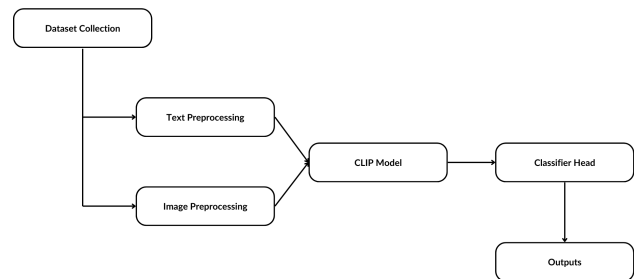 Dataset Collection
Text Preprocessing
Image Preprocessing
CLIP Model
Classifier Head
Outputs